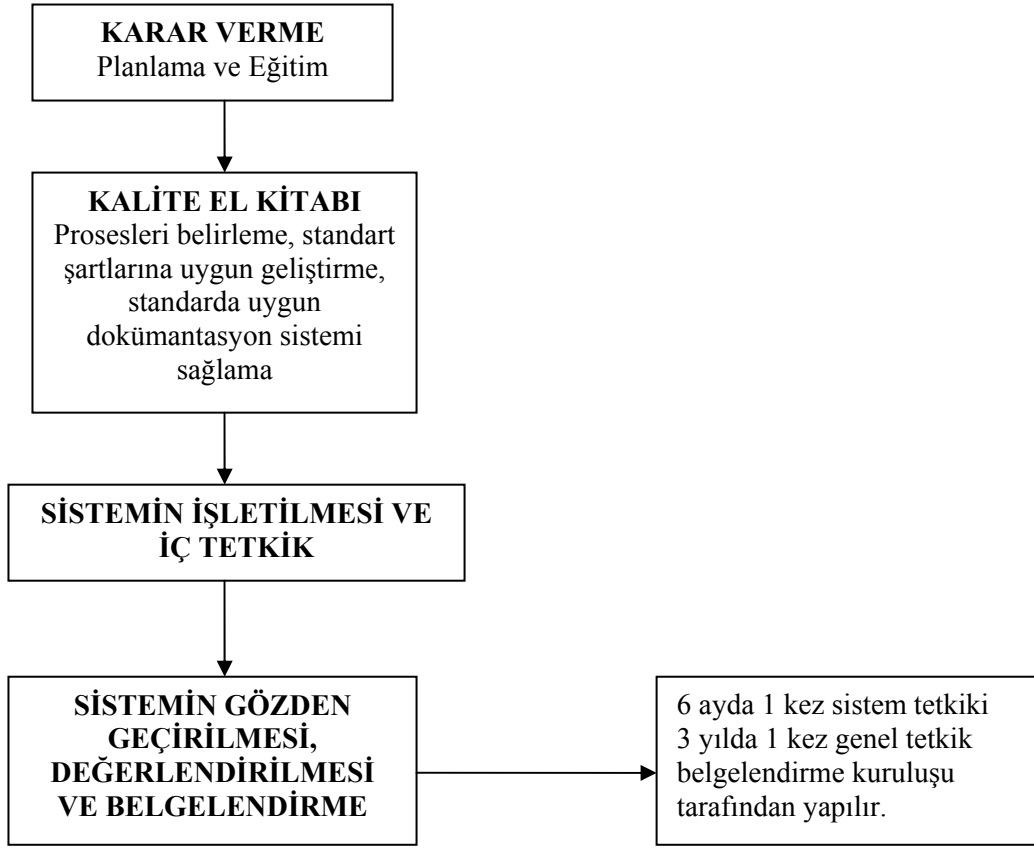 KARAR VERME
Planlama ve Eğitim
KALİTE EL KİTABI
Prosesleri belirleme, standart
şartlarına uygun geliştirme,
standarda uygun
dokümantasyon sistemi
sağlama
SİSTEMİN İŞLETİLMESİ VE
İÇ TETKİK
SİSTEMİN GÖZDEN
GEÇİRİLMESİ,
DEĞERLENDİRİLMESİ
VE BELGELENDİRME
6 ayda 1 kez sistem tetkiki
3 yılda 1 kez genel tetkik
belgelendirme kuruluşu
tarafından yapılır.